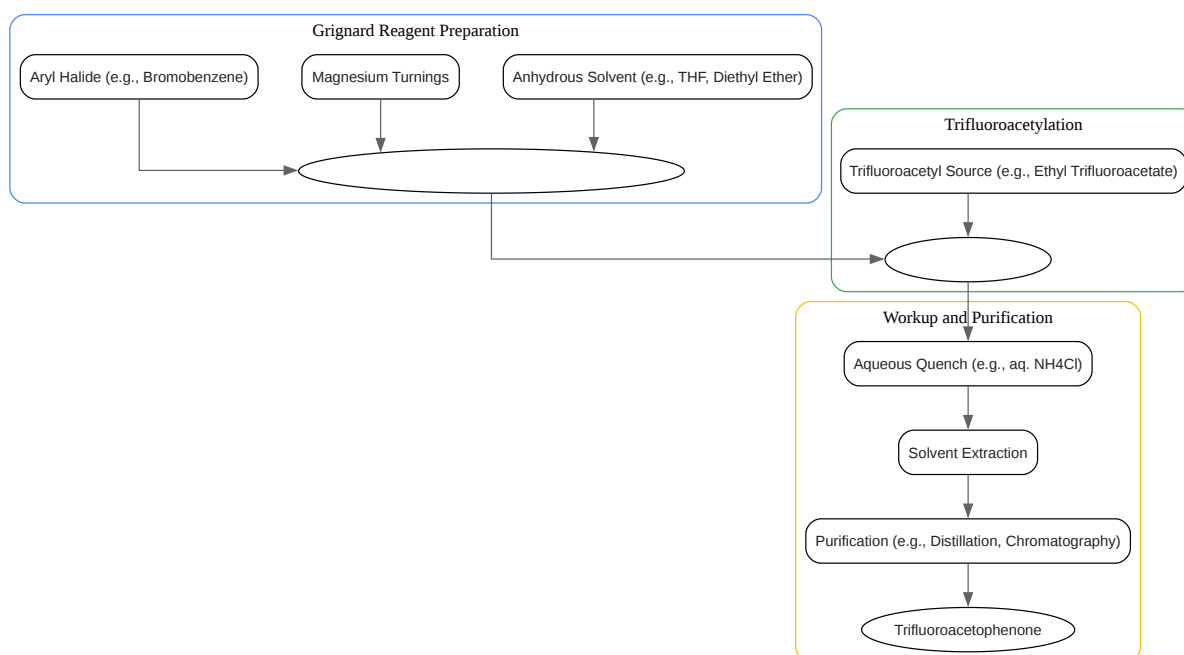 Grignard Reagent Preparation
Aryl Halide (e.g., Bromobenzene)
Magnesium Turnings
Anhydrous Solvent (e.g., THF, Diethyl Ether)
Trifluoroacetylation
Trifluoroacetyl Source (e.g., Ethyl Trifluoroacetate)
Workup and Purification
Aqueous Quench (e.g., aq. NH4Cl)
Solvent Extraction
Purification (e.g., Distillation, Chromatography)
Trifluoroacetophenone